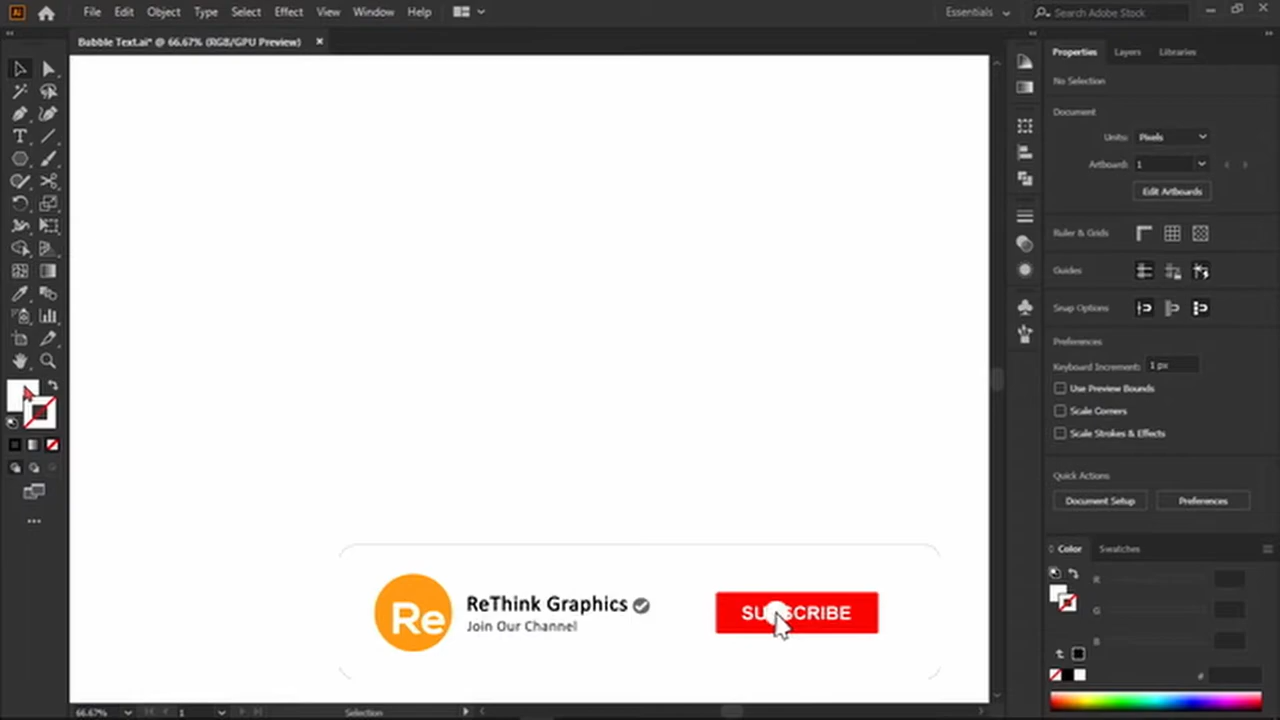 Ai File Edit Object Type Select Effect View Window Help Essentials Search Adobe Stock
Bubble Text.ai* @ 66.67% (RGB/GPU Preview) ×
Properties Layers Libraries
No Selection
Document
Units: Pixels
Artboard: 1
Edit Artboards
Ruler & Grids
Guides
Snap Options
Preferences
Keyboard Increment: 1 px
Use Preview Bounds
Scale Corners
Scale Strokes & Effects
Quick Actions
Document Setup Preferences
Color Swatches
R
G
B
#
Re
ReThink Graphics
Join Our Channel
SUBSCRIBE
66.67% 1 Selection